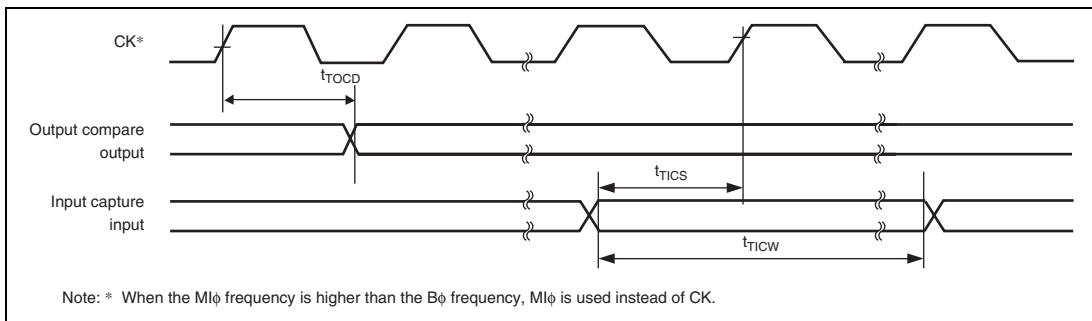 CK*
tTOCD
Output compare
output
tTICS
Input capture
input
tTICW
Note: * When the MIϕ frequency is higher than the Bϕ frequency, MIϕ is used instead of CK.